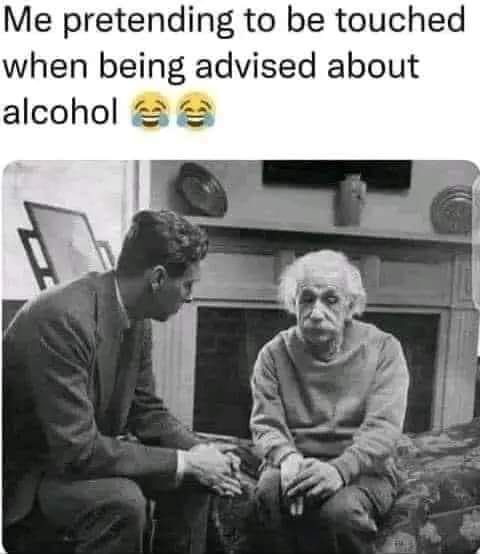 Me pretending to be touched
when being advised about
alcohol 😂😂